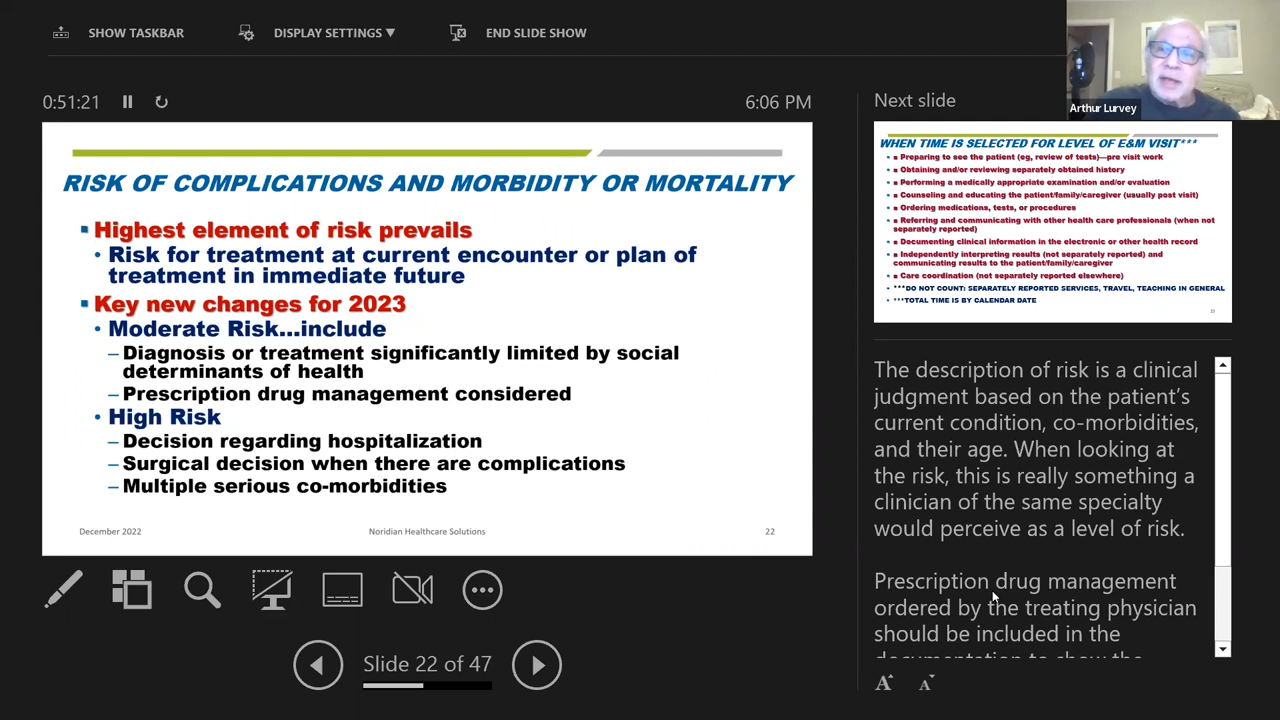 SHOW TASKBAR
DISPLAY SETTINGS ▼
END SLIDE SHOW
Arthur Lurvey
0:51:21
6:06 PM
RISK OF COMPLICATIONS AND MORBIDITY OR MORTALITY
▪ Highest element of risk prevails
• Risk for treatment at current encounter or plan of
treatment in immediate future
▪ Key new changes for 2023
• Moderate Risk...include
– Diagnosis or treatment significantly limited by social
determinants of health
– Prescription drug management considered
• High Risk
– Decision regarding hospitalization
– Surgical decision when there are complications
– Multiple serious co-morbidities
December 2022
Noridian Healthcare Solutions
22
Slide 22 of 47
Next slide
WHEN TIME IS SELECTED FOR LEVEL OF E&M VISIT***
• ■ Preparing to see the patient (eg, review of tests)—pre visit work
• ■ Obtaining and/or reviewing separately obtained history
• ■ Performing a medically appropriate examination and/or evaluation
• ■ Counseling and educating the patient/family/caregiver (usually post visit)
• ■ Ordering medications, tests, or procedures
• ■ Referring and communicating with other health care professionals (when not
separately reported)
• ■ Documenting clinical information in the electronic or other health record
• ■ Independently interpreting results (not separately reported) and
communicating results to the patient/family/caregiver
• ■ Care coordination (not separately reported elsewhere)
• ***DO NOT COUNT: SEPARATELY REPORTED SERVICES, TRAVEL, TEACHING IN GENERAL
• ***TOTAL TIME IS BY CALENDAR DATE
The description of risk is a clinical
judgment based on the patient's
current condition, co-morbidities,
and their age. When looking at
the risk, this is really something a
clinician of the same specialty
would perceive as a level of risk.
Prescription drug management
ordered by the treating physician
should be included in the
documentation to show the
A
A